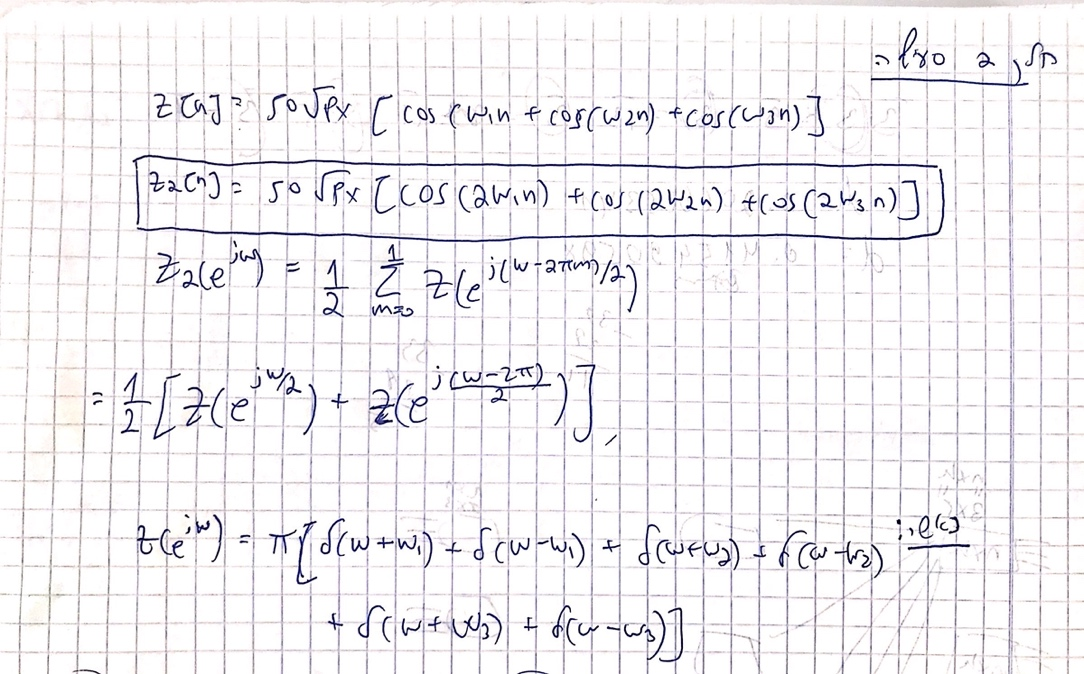 z[n] = 50√Px [cos(w₁n + cos(w₂n) + cos(w₃n)]
z₂[n] = 50√Px [cos(2w₁n) + cos(2w₂n) + cos(2w₃n)]
Z₂(e^{jw}) = 1/2 Σ_{m=0}^{1} Z(e^{j(w-2πm)/2})
= 1/2 [Z(e^{jw/2}) + Z(e^{j(w-2π)/2})],
Z(e^{jw}) = π[δ(w+w₁) + δ(w-w₁) + δ(w+w₂) + δ(w-w₂)
+ δ(w+w₃) + δ(w-w₃)]